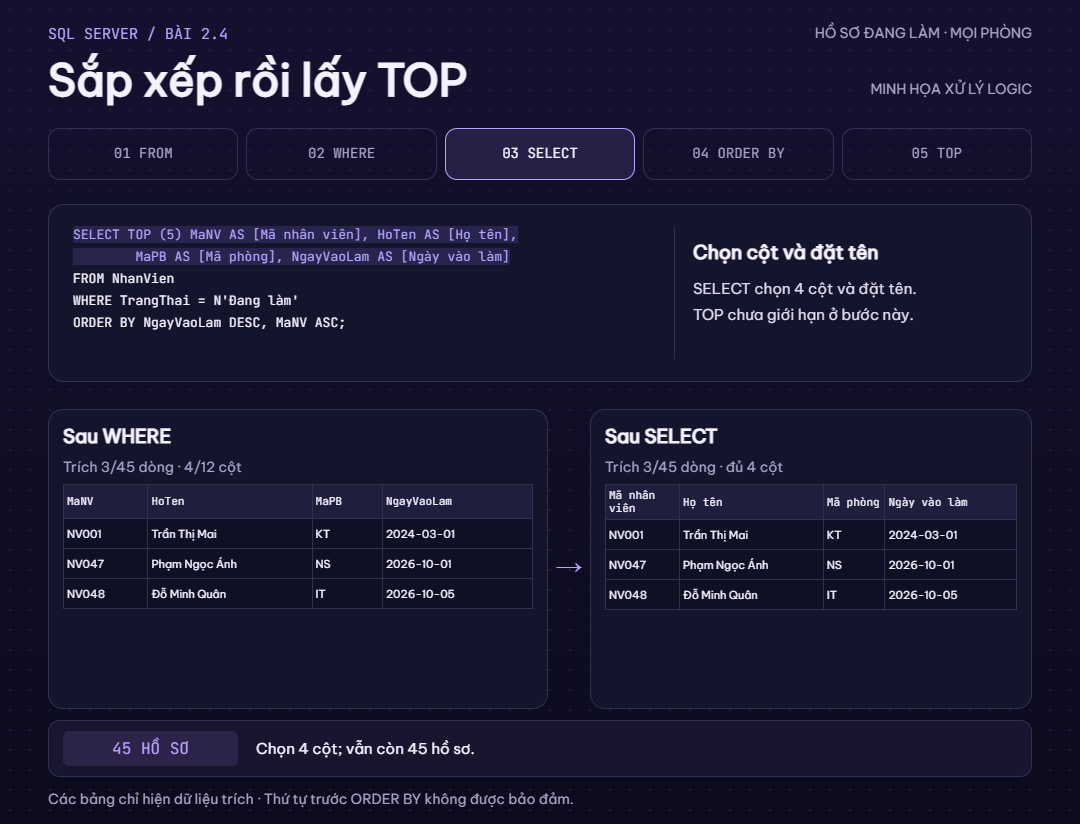 SQL SERVER / BÀI 2.4
HỒ SƠ ĐANG LÀM · MỌI PHÒNG
Sắp xếp rồi lấy TOP
MINH HỌA XỬ LÝ LOGIC
01 FROM
02 WHERE
03 SELECT
04 ORDER BY
05 TOP
SELECT TOP (5) MaNV AS [Mã nhân viên], HoTen AS [Họ tên],
MaPB AS [Mã phòng], NgayVaoLam AS [Ngày vào làm]
FROM NhanVien
WHERE TrangThai = N'Đang làm'
ORDER BY NgayVaoLam DESC, MaNV ASC;
Chọn cột và đặt tên
SELECT chọn 4 cột và đặt tên.
TOP chưa giới hạn ở bước này.
Sau WHERE
Trích 3/45 dòng · 4/12 cột
MaNV HoTen MaPB NgayVaoLam
NV001 Trần Thị Mai KT 2024-03-01
NV047 Phạm Ngọc Ánh NS 2026-10-01
NV048 Đỗ Minh Quân IT 2026-10-05
→
Sau SELECT
Trích 3/45 dòng · đủ 4 cột
Mã nhân viên Họ tên Mã phòng Ngày vào làm
NV001 Trần Thị Mai KT 2024-03-01
NV047 Phạm Ngọc Ánh NS 2026-10-01
NV048 Đỗ Minh Quân IT 2026-10-05
45 HỒ SƠ
Chọn 4 cột; vẫn còn 45 hồ sơ.
Các bảng chỉ hiện dữ liệu trích · Thứ tự trước ORDER BY không được bảo đảm.